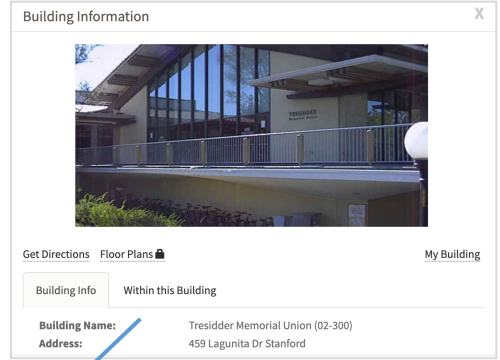 Building Information
X
TRESIDDER
Get Directions Floor Plans My Building
Building Info Within this Building
Building Name: Tresidder Memorial Union (02-300)
Address: 459 Lagunita Dr Stanford